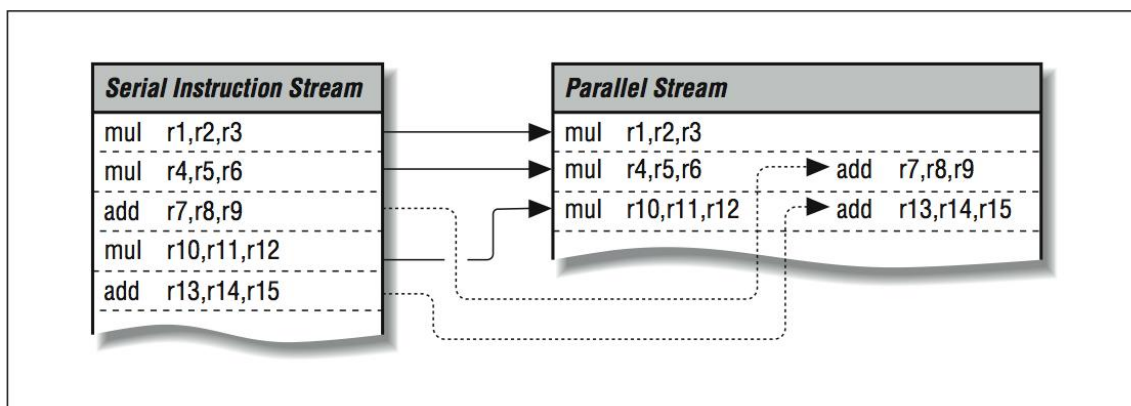 Serial Instruction Stream
mul r1,r2,r3
mul r4,r5,r6
add r7,r8,r9
mul r10,r11,r12
add r13,r14,r15
Parallel Stream
mul r1,r2,r3
mul r4,r5,r6 add r7,r8,r9
mul r10,r11,r12 add r13,r14,r15